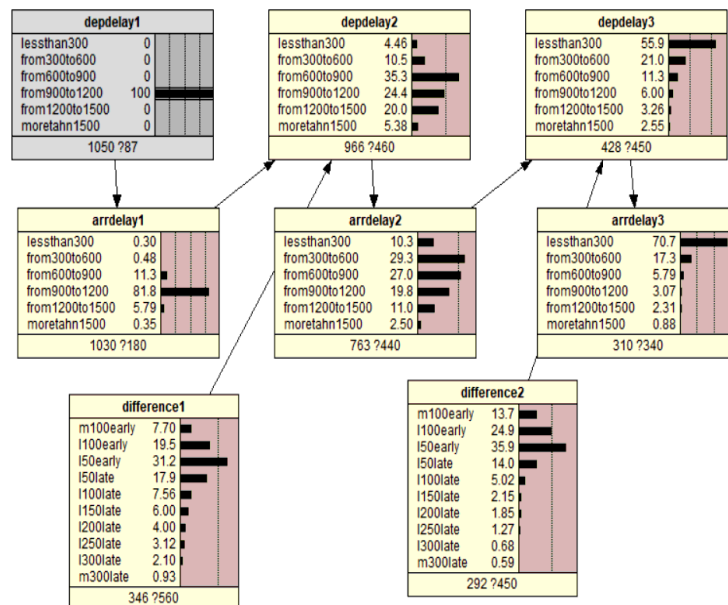 depdelay1
lessthan300 0
from300to600 0
from600to900 0
from900to1200 100
from1200to1500 0
moretahn1500 0
1050 ?87
depdelay2
lessthan300 4.46
from300to600 10.5
from600to900 35.3
from900to1200 24.4
from1200to1500 20.0
moretahn1500 5.38
966 ?460
depdelay3
lessthan300 55.9
from300to600 21.0
from600to900 11.3
from900to1200 6.00
from1200to1500 3.26
moretahn1500 2.55
428 ?450
arrdelay1
lessthan300 0.30
from300to600 0.48
from600to900 11.3
from900to1200 81.8
from1200to1500 5.79
moretahn1500 0.35
1030 ?180
arrdelay2
lessthan300 10.3
from300to600 29.3
from600to900 27.0
from900to1200 19.8
from1200to1500 11.0
moretahn1500 2.50
763 ?440
arrdelay3
lessthan300 70.7
from300to600 17.3
from600to900 5.79
from900to1200 3.07
from1200to1500 2.31
moretahn1500 0.88
310 ?340
difference1
m100early 7.70
l100early 19.5
l50early 31.2
l50late 17.9
l100late 7.56
l150late 6.00
l200late 4.00
l250late 3.12
l300late 2.10
m300late 0.93
346 ?560
difference2
m100early 13.7
l100early 24.9
l50early 35.9
l50late 14.0
l100late 5.02
l150late 2.15
l200late 1.85
l250late 1.27
l300late 0.68
m300late 0.59
292 ?450